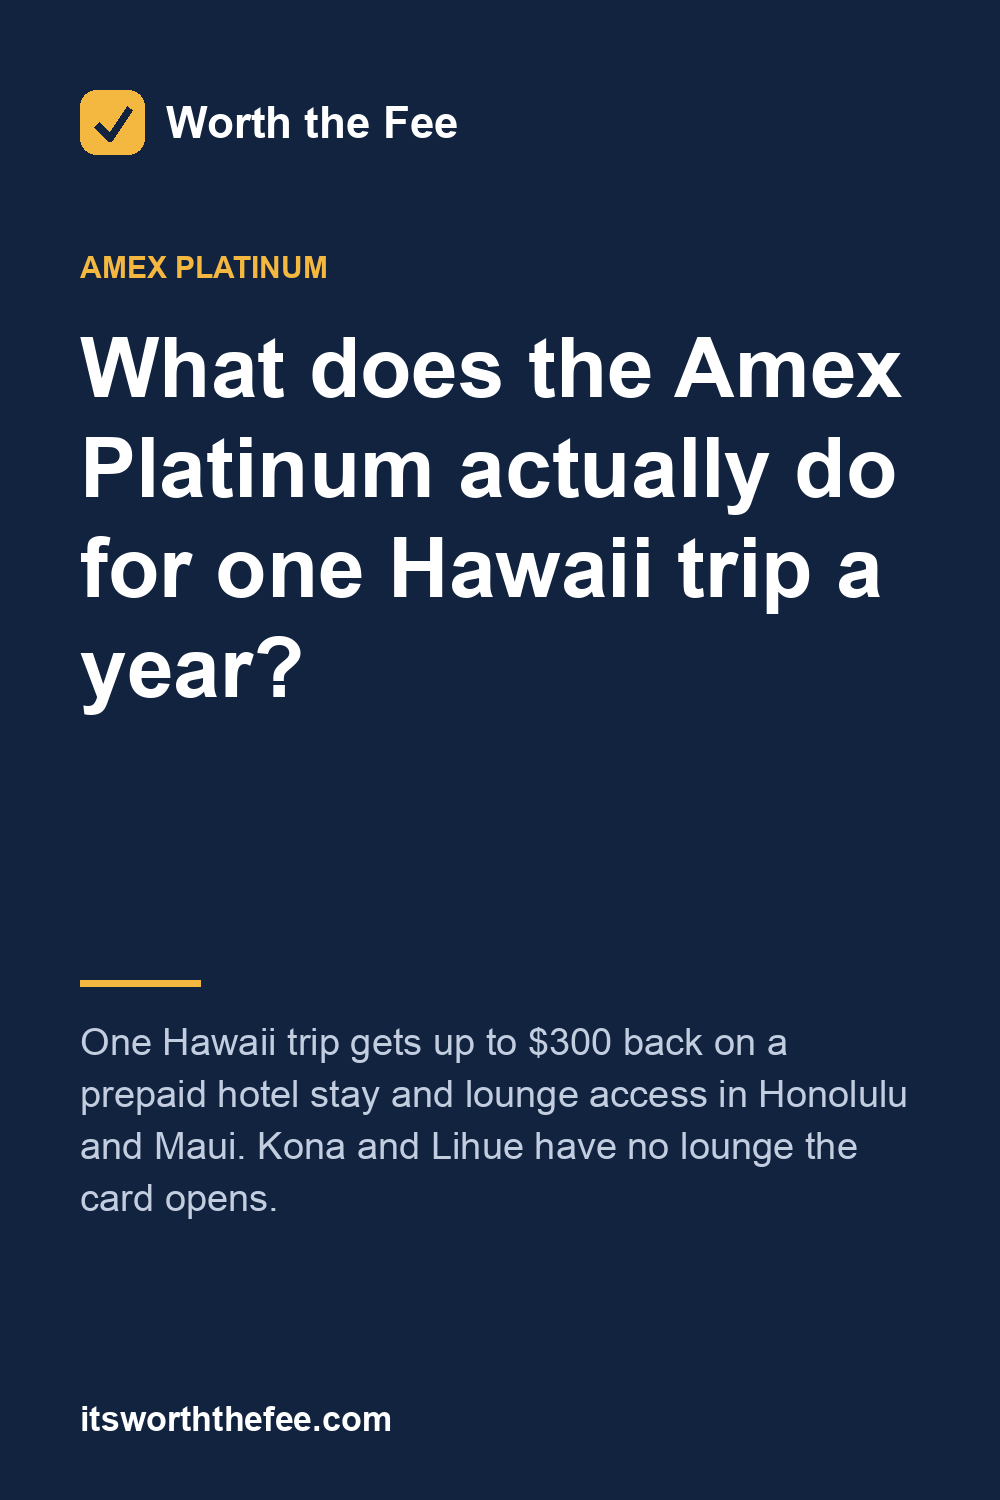 Worth the Fee
AMEX PLATINUM
What does the Amex
Platinum actually do
for one Hawaii trip a
year?
One Hawaii trip gets up to $300 back on a
prepaid hotel stay and lounge access in Honolulu
and Maui. Kona and Lihue have no lounge the
card opens.
itsworththefee.com